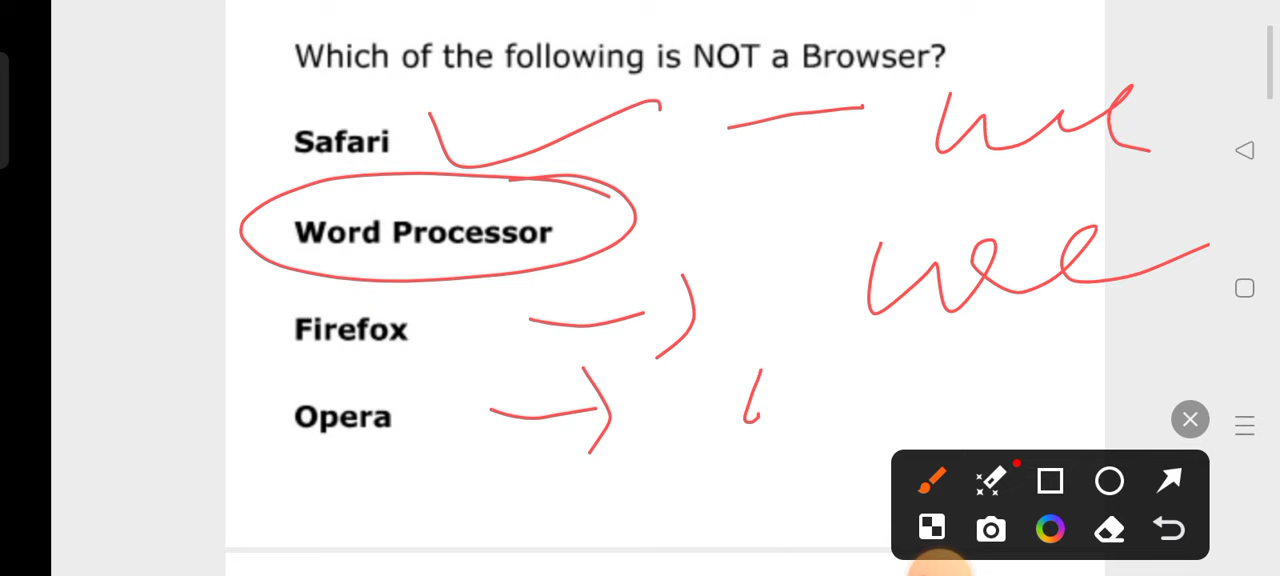 Which of the following is NOT a Browser?
Safari
Word Processor
Firefox
Opera